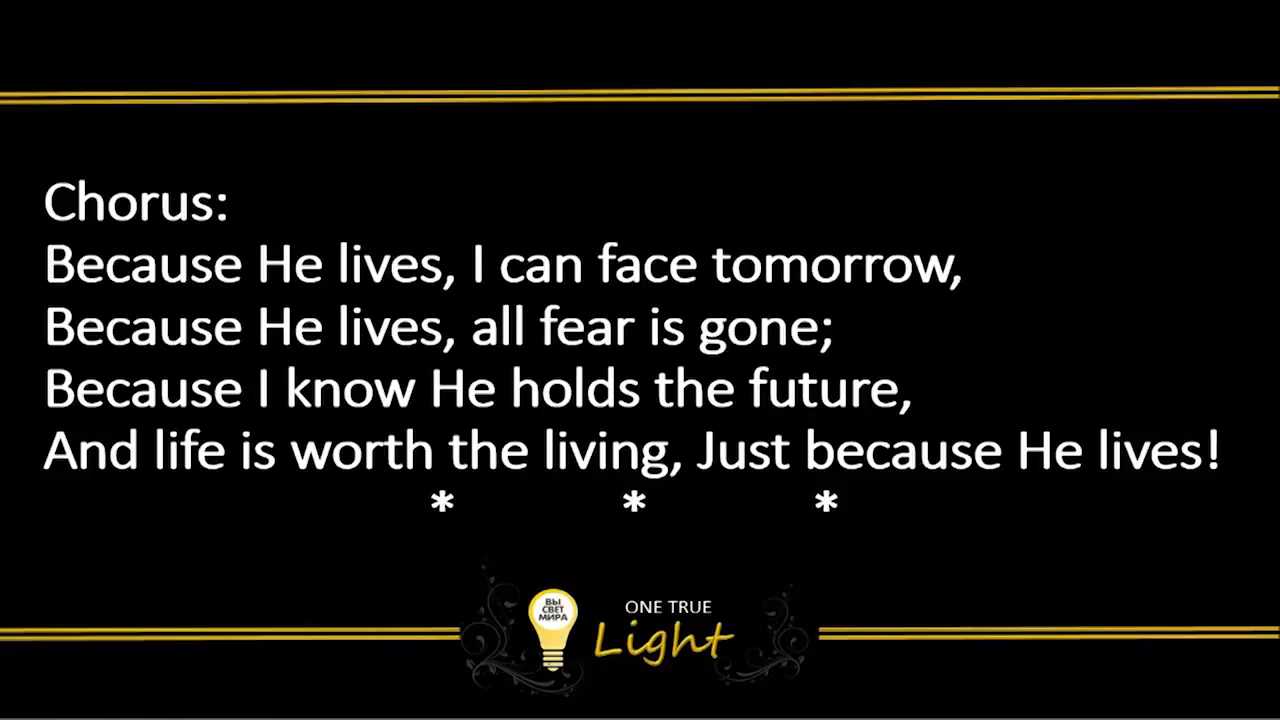 Chorus:
Because He lives, I can face tomorrow,
Because He lives, all fear is gone;
Because I know He holds the future,
And life is worth the living, Just because He lives!
* * *
ВЫ
СВЕТ
МИРА
ONE TRUE
Light